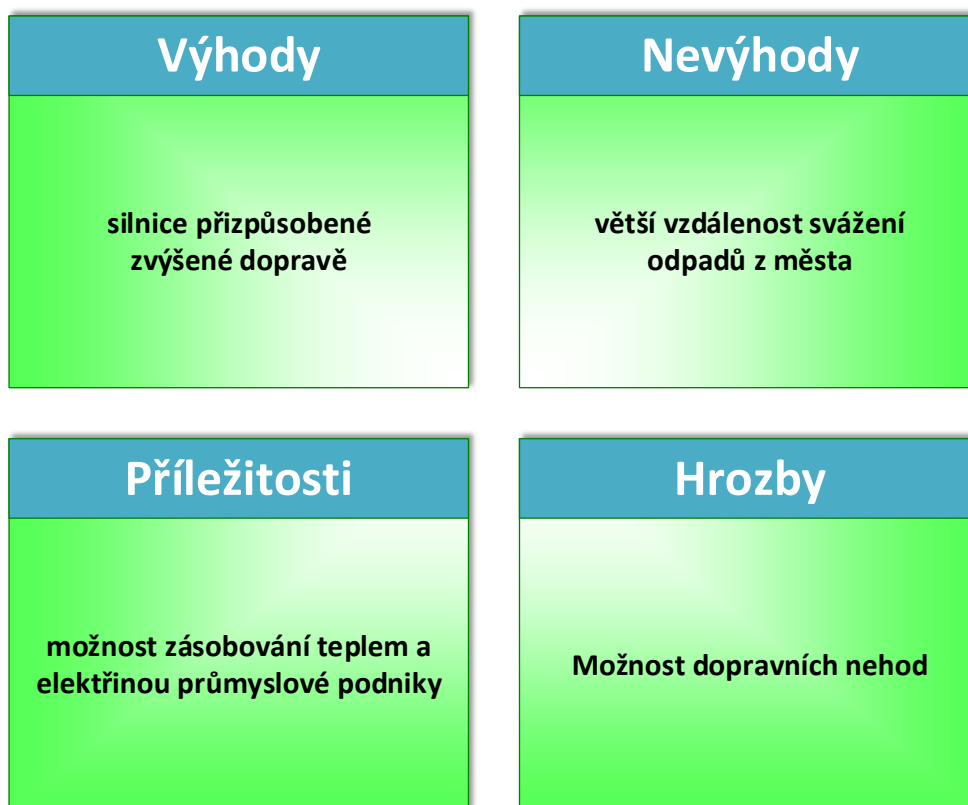 Výhody
silnice přizpůsobené
zvýšené dopravě
Nevýhody
větší vzdálenost svážení
odpadů z města
Příležitosti
možnost zásobování teplem a
elektřinou průmyslové podniky
Hrozby
Možnost dopravních nehod